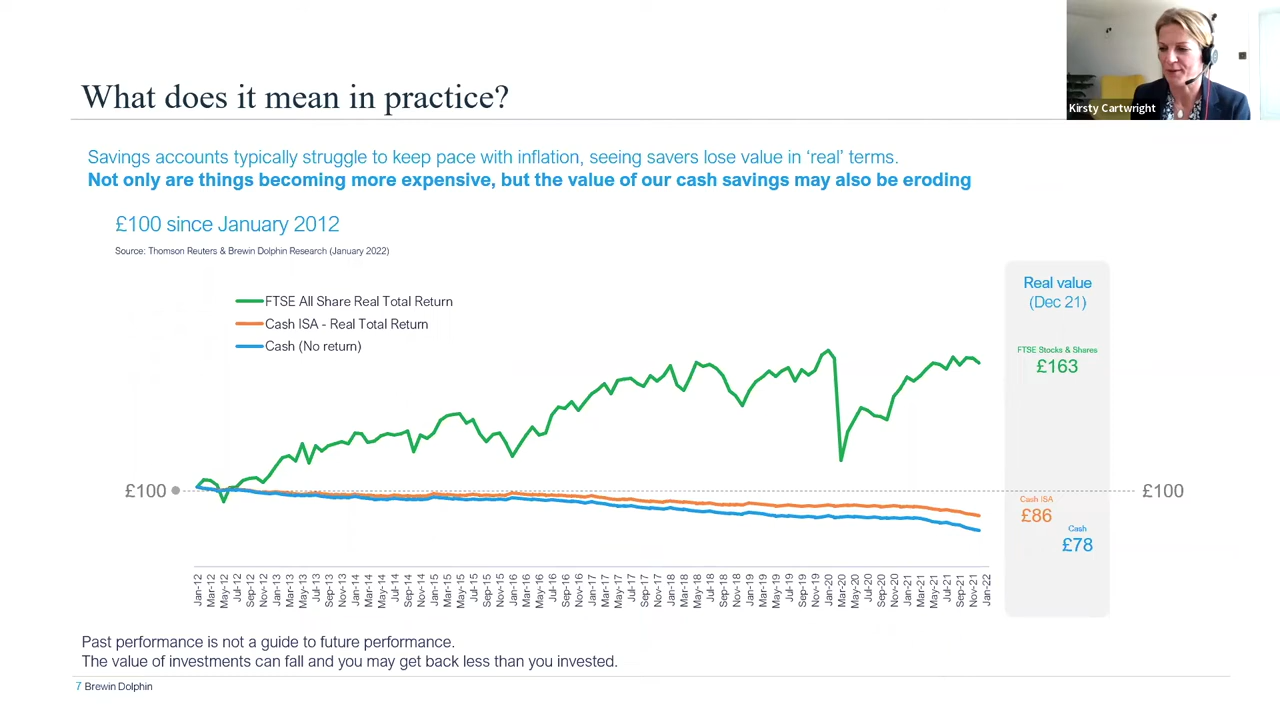 What does it mean in practice?
Kirsty Cartwright
Savings accounts typically struggle to keep pace with inflation, seeing savers lose value in ‘real’ terms.
Not only are things becoming more expensive, but the value of our cash savings may also be eroding
£100 since January 2012
Source: Thomson Reuters & Brewin Dolphin Research (January 2022)
FTSE All Share Real Total Return
Cash ISA - Real Total Return
Cash (No return)
Real value
(Dec 21)
FTSE Stocks & Shares
£163
£100
£100
Cash ISA
£86
Cash
£78
Jan-12
Mar-12
May-12
Jul-12
Sep-12
Nov-12
Jan-13
Mar-13
May-13
Jul-13
Sep-13
Nov-13
Jan-14
Mar-14
May-14
Jul-14
Sep-14
Nov-14
Jan-15
Mar-15
May-15
Jul-15
Sep-15
Nov-15
Jan-16
Mar-16
May-16
Jul-16
Sep-16
Nov-16
Jan-17
Mar-17
May-17
Jul-17
Sep-17
Nov-17
Jan-18
Mar-18
May-18
Jul-18
Sep-18
Nov-18
Jan-19
Mar-19
May-19
Jul-19
Sep-19
Nov-19
Jan-20
Mar-20
May-20
Jul-20
Sep-20
Nov-20
Jan-21
Mar-21
May-21
Jul-21
Sep-21
Nov-21
Jan-22
Past performance is not a guide to future performance.
The value of investments can fall and you may get back less than you invested.
7 Brewin Dolphin